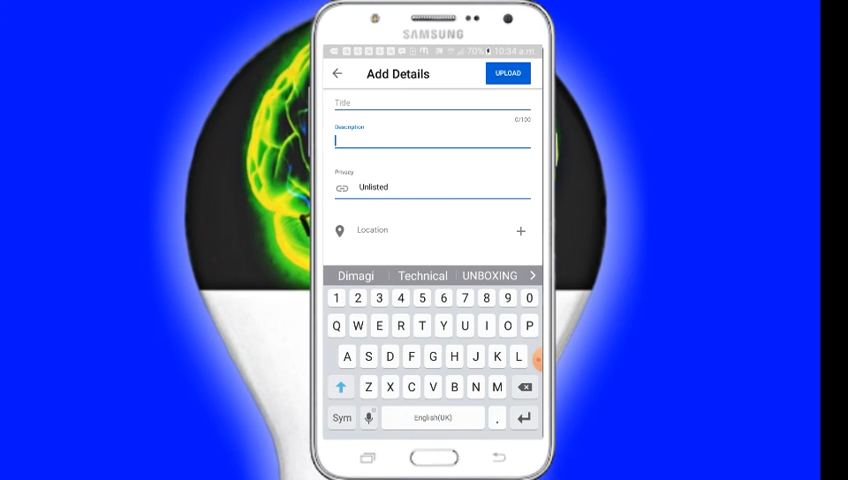 SAMSUNG
70% 10:34 a.m.
Add Details
UPLOAD
Title
0/100
Description
Privacy
Unlisted
Location
Dimagi Technical UNBOXING
1 2 3 4 5 6 7 8 9 0
Q W E R T Y U I O P
A S D F G H J K L
Z X C V B N M
Sym English(UK) .